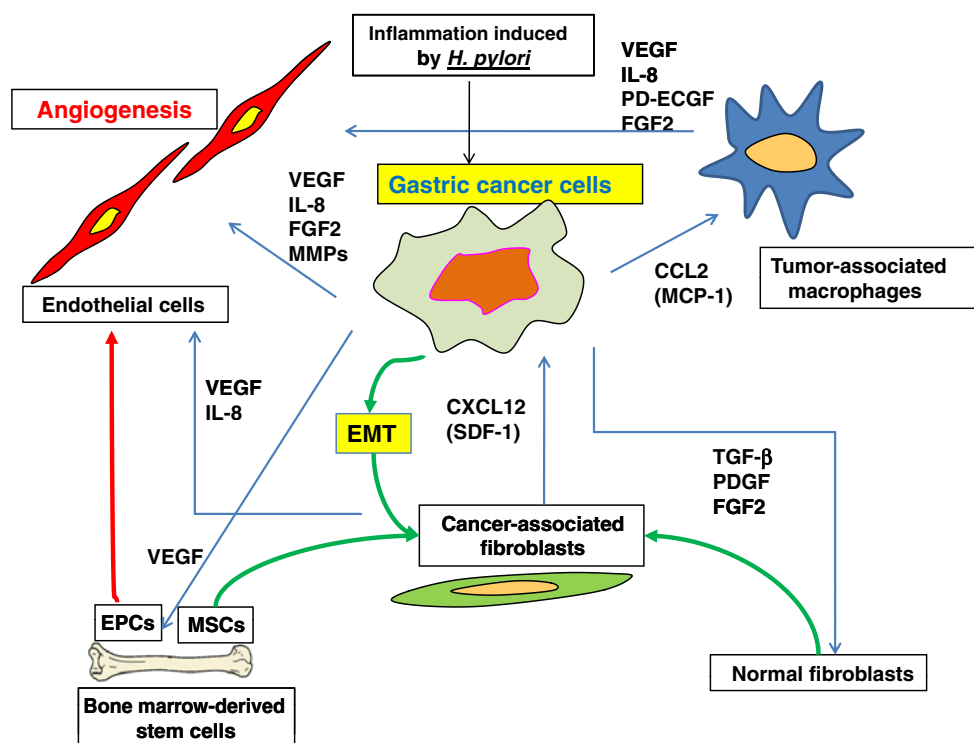 Inflammation induced
by H. pylori
VEGF
IL-8
PD-ECGF
FGF2
Angiogenesis
Gastric cancer cells
VEGF
IL-8
FGF2
MMPs
CCL2
(MCP-1)
Tumor-associated
macrophages
Endothelial cells
VEGF
IL-8
CXCL12
(SDF-1)
EMT
TGF-β
PDGF
FGF2
Cancer-associated
fibroblasts
VEGF
EPCs
MSCs
Normal fibroblasts
Bone marrow-derived
stem cells